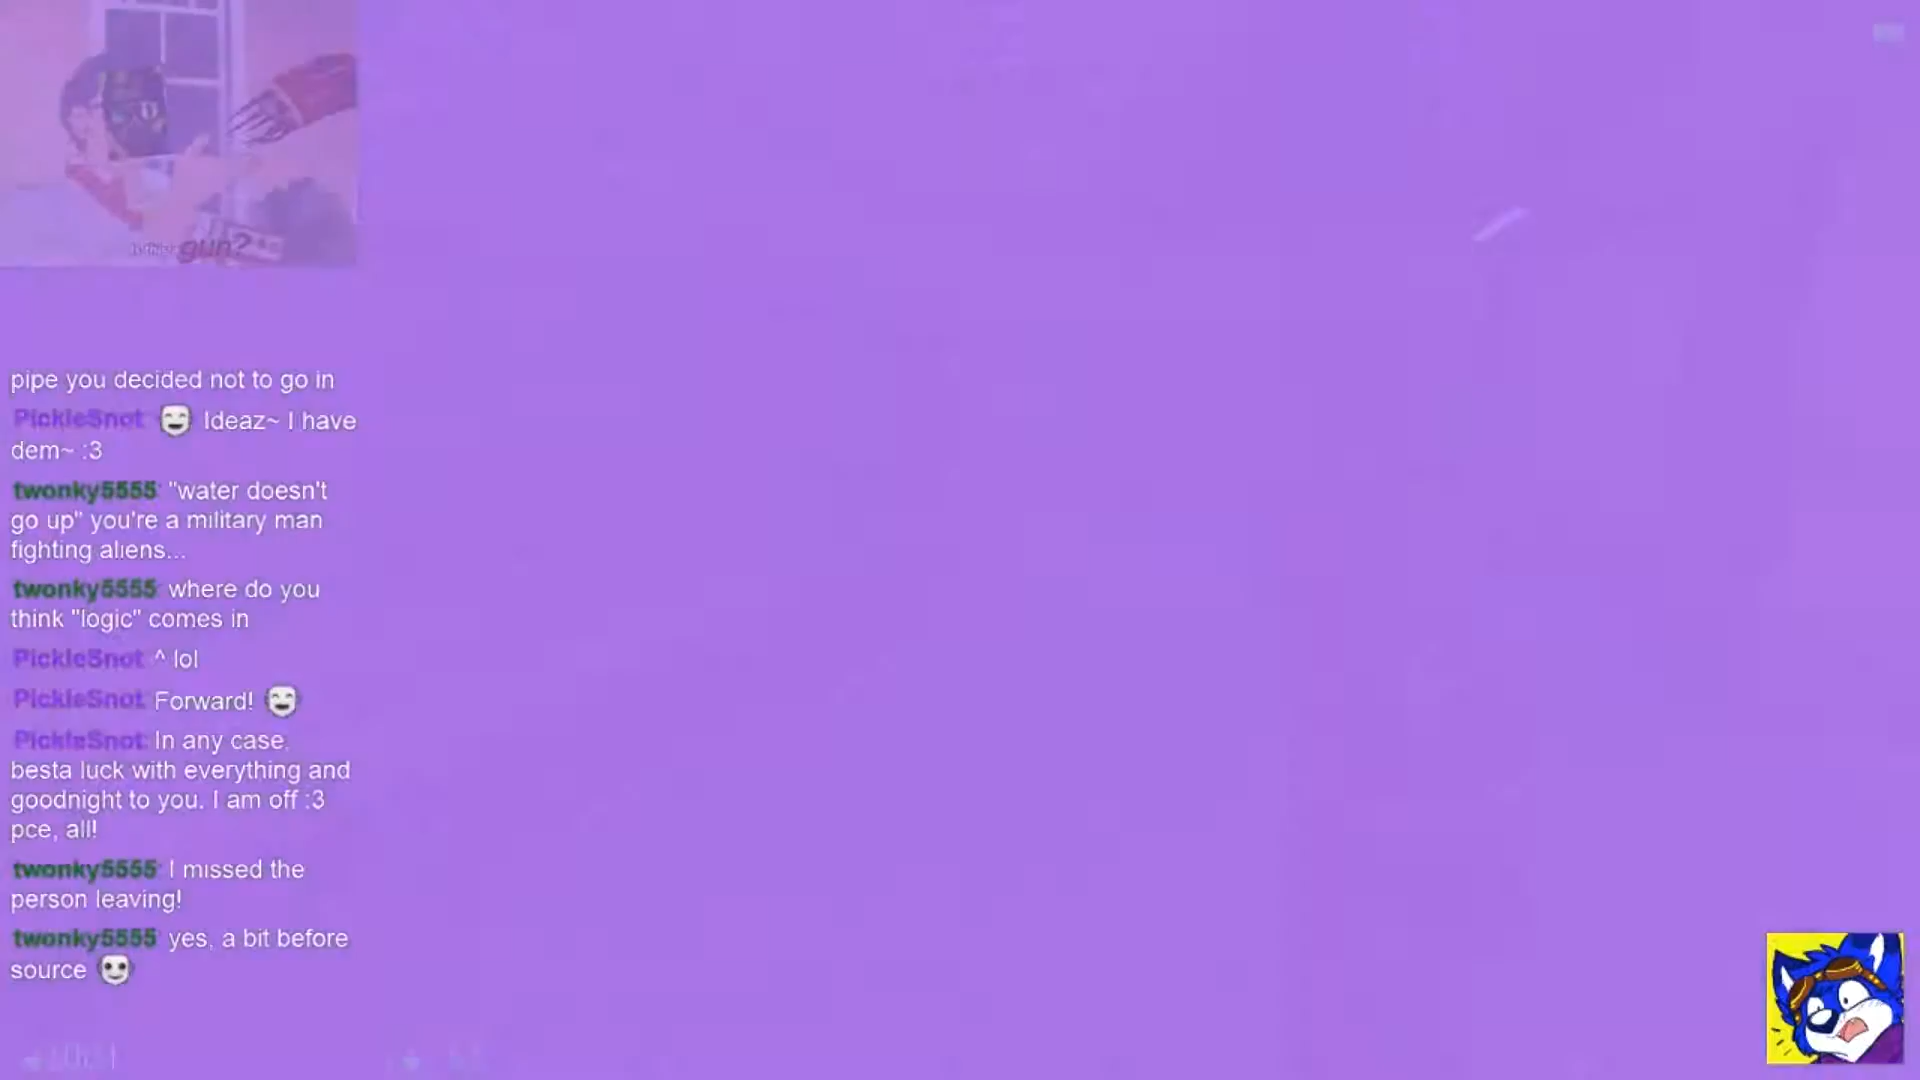 gun?
pipe you decided not to go in
PickleSnot: Ideaz~ I have
dem~ :3
twonky5555: "water doesn't
go up" you're a military man
fighting aliens...
twonky5555: where do you
think "logic" comes in
PickleSnot: ^ lol
PickleSnot: Forward!
PickleSnot: In any case,
besta luck with everything and
goodnight to you. I am off :3
pce, all!
twonky5555: I missed the
person leaving!
twonky5555: yes, a bit before
source